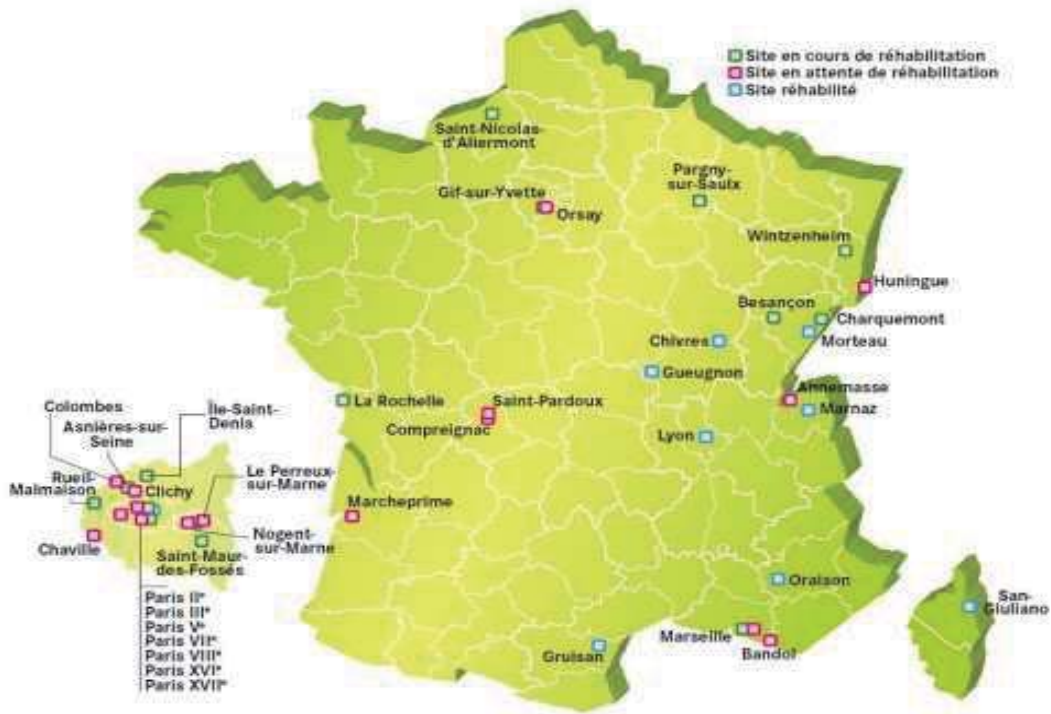 Site en cours de réhabilitation
Site en attente de réhabilitation
Site réhabilité
Saint-Nicolas-
d'Aliermont
Pargny-
sur-Saulx
Gif-sur-Yvette
Orsay
Wintzenheim
Huningue
Besançon
Charquemont
Morteau
Chivres
Gueugnon
Annemasse
Marnaz
La Rochelle
Saint-Pardoux
Compreignac
Lyon
Colombes
Île-Saint-
Denis
Asnières-sur-
Seine
Rueil-
Malmaison
Clichy
Le Perreux-
sur-Marne
Marcheprime
Chaville
Nogent-
sur-Marne
Saint-Maur-
des-Fossés
Paris IIe
Paris IIIe
Paris Ve
Paris VIIe
Paris VIIIe
Paris XVIe
Paris XVIIe
Oraison
San-
Giuliano
Marseille
Bandol
Gruisan